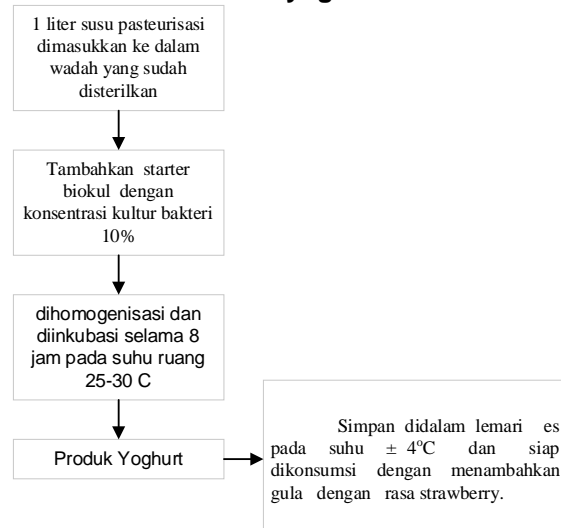 1 liter susu pasteurisasi
dimasukkan ke dalam
wadah yang sudah
disterilkan
Tambahkan starter
biokul dengan
konsentrasi kultur bakteri
10%
dihomogenisasi dan
diinkubasi selama 8
jam pada suhu ruang
25-30 C
Produk Yoghurt
Simpan didalam lemari es
pada suhu ± 4°C dan siap
dikonsumsi dengan menambahkan
gula dengan rasa strawberry.